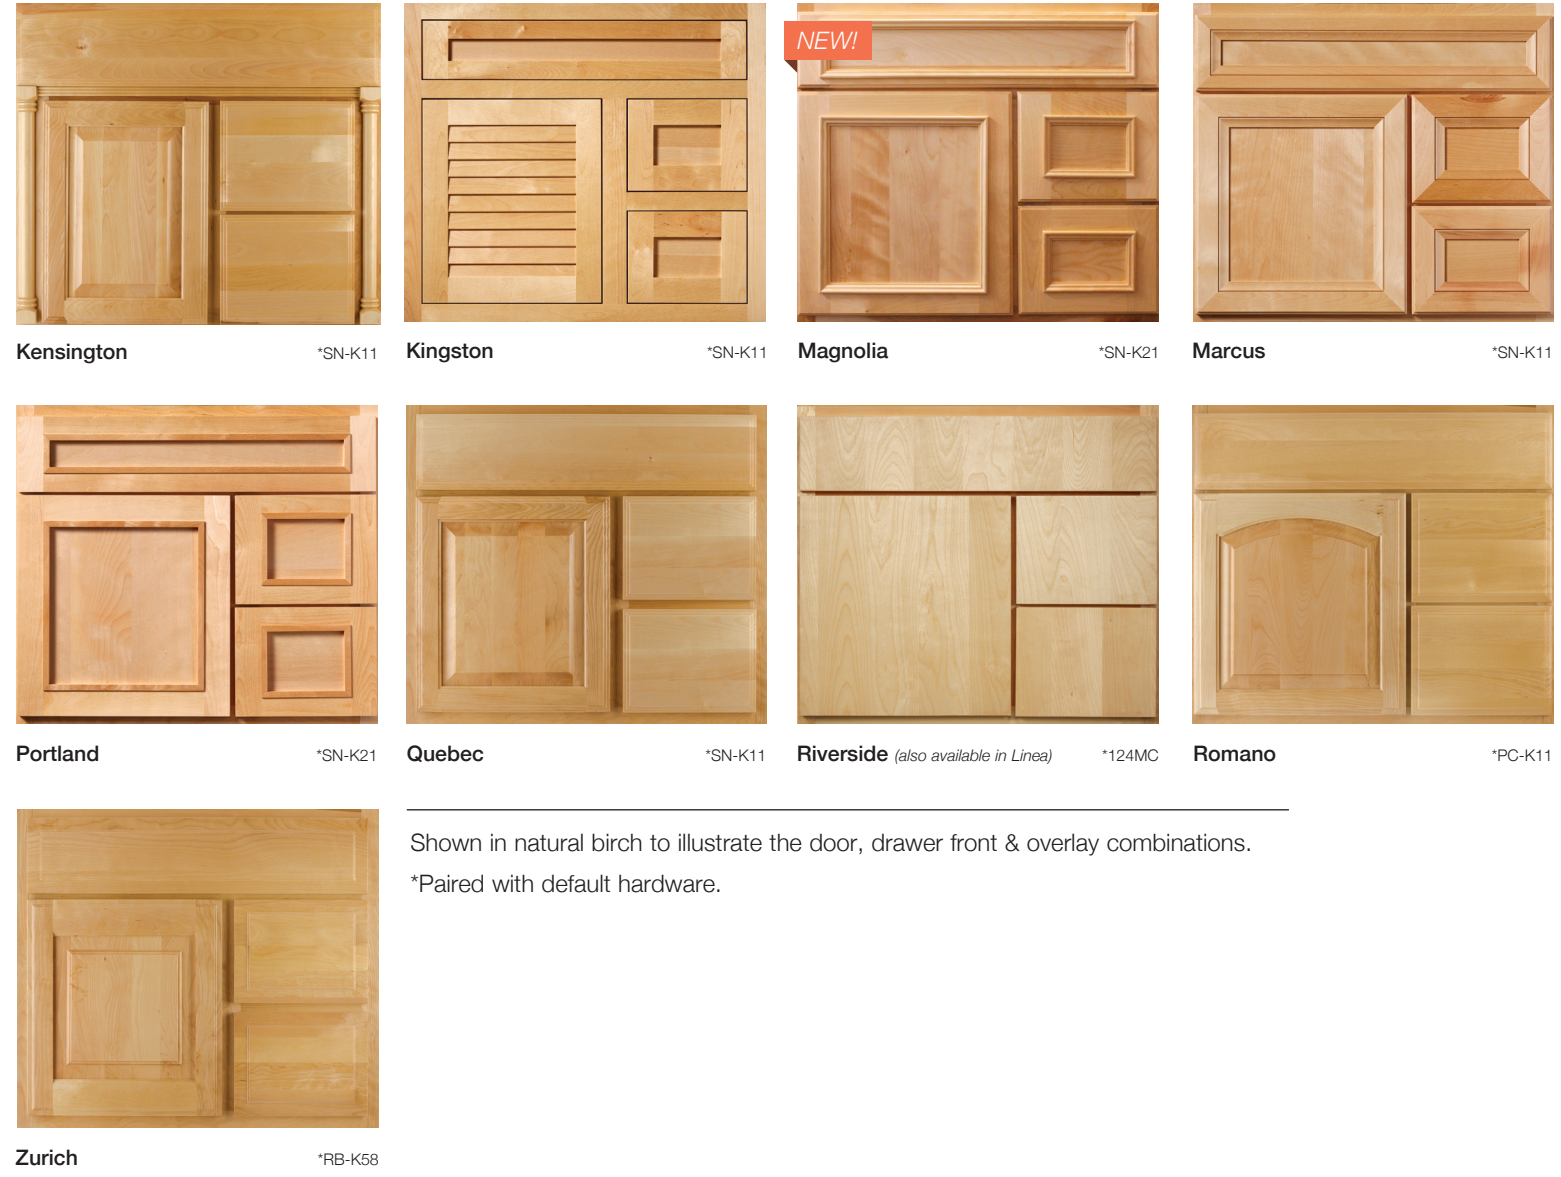 NEW!
Kensington *SN-K11
Kingston *SN-K11
Magnolia *SN-K21
Marcus *SN-K11
Portland *SN-K21
Quebec *SN-K11
Riverside (also available in Linea) *124MC
Romano *PC-K11
Shown in natural birch to illustrate the door, drawer front & overlay combinations.
*Paired with default hardware.
Zurich *RB-K58